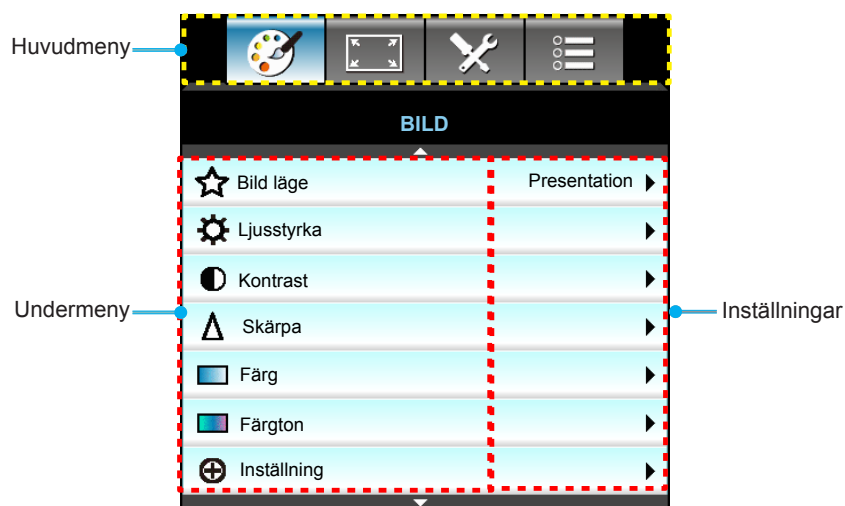 Huvudmeny
BILD
Bild läge Presentation
Ljusstyrka
Kontrast
Undermeny
Inställningar
Skärpa
Färg
Färgton
Inställning